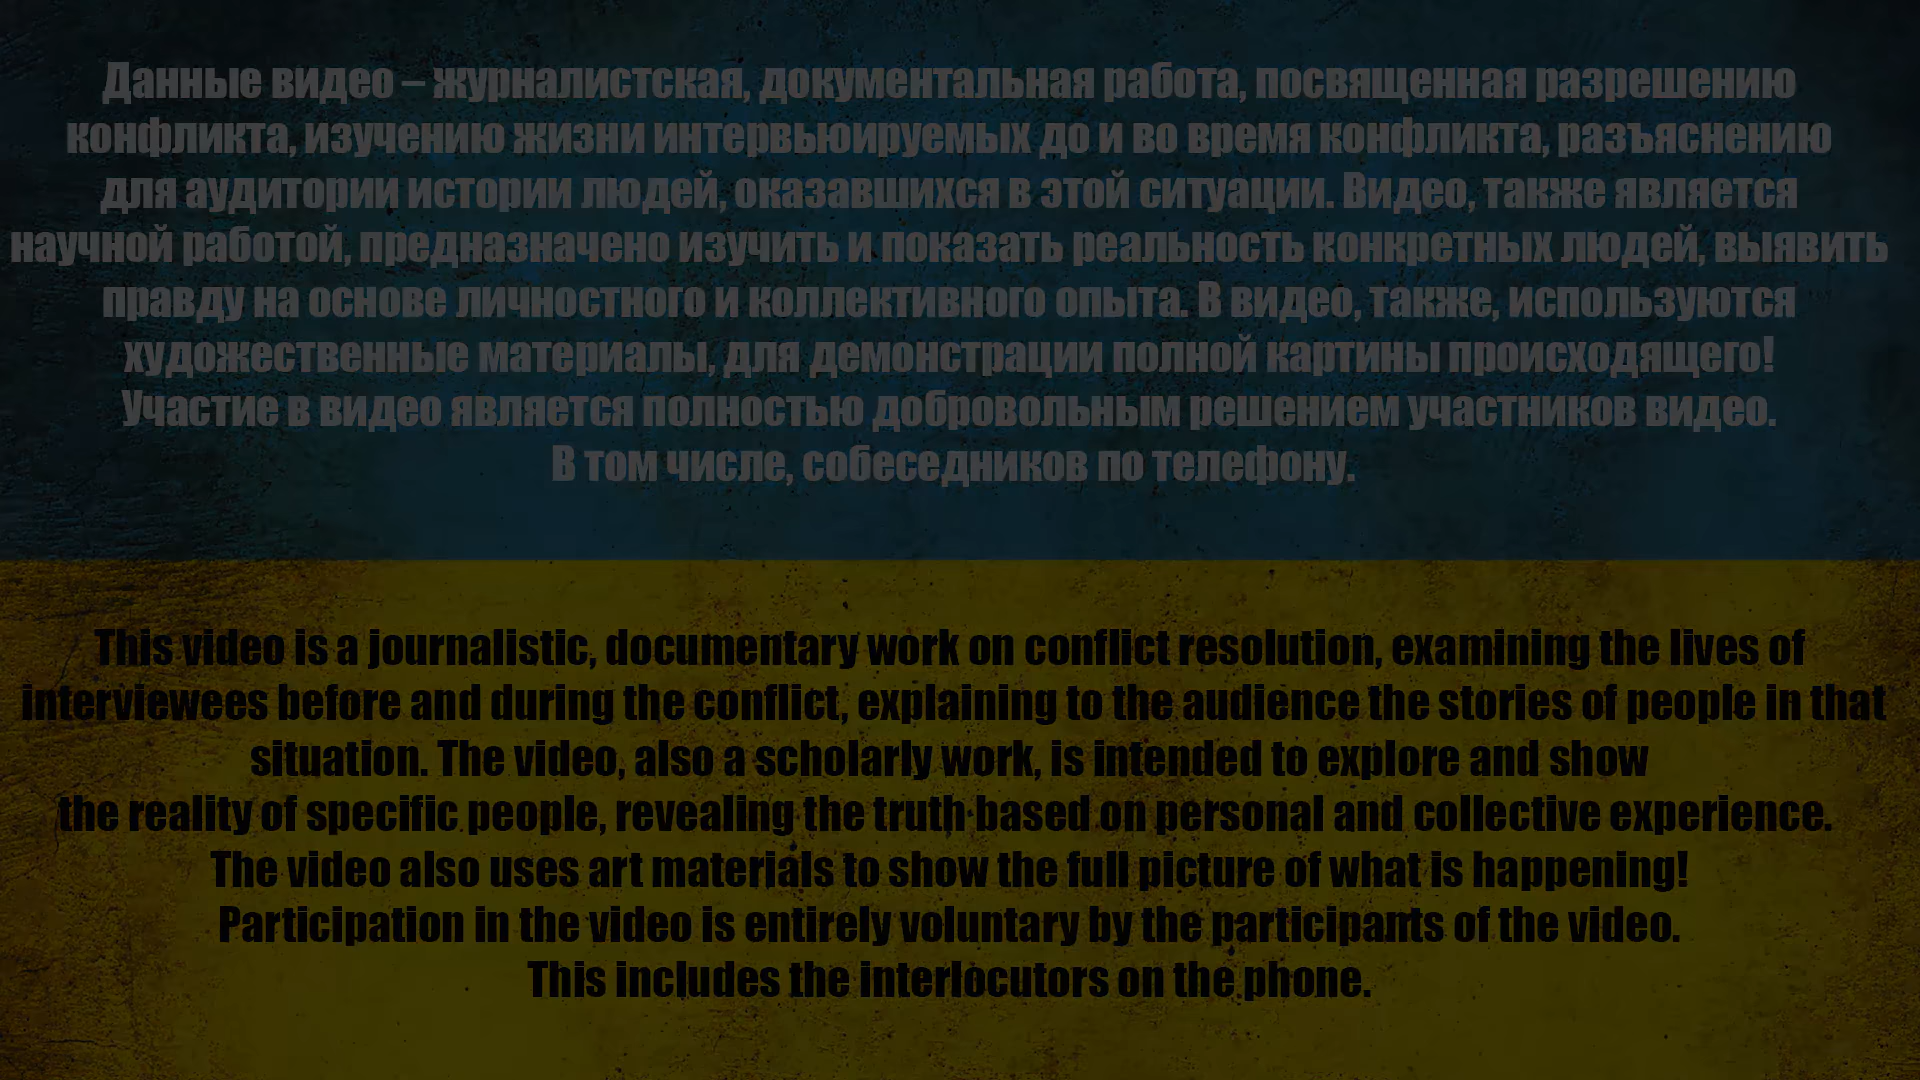 Данные видео – журналистская, документальная работа, посвященная разрешению
конфликта, изучению жизни интервьюируемых до и во время конфликта, разъяснению
для аудитории истории людей, оказавшихся в этой ситуации. Видео, также является
научной работой, предназначено изучить и показать реальность конкретных людей, выявить
правду на основе личностного и коллективного опыта. В видео, также, используются
художественные материалы, для демонстрации полной картины происходящего!
Участие в видео является полностью добровольным решением участников видео.
В том числе, собеседников по телефону.
This video is a journalistic, documentary work on conflict resolution, examining the lives of
interviewees before and during the conflict, explaining to the audience the stories of people in that
situation. The video, also a scholarly work, is intended to explore and show
the reality of specific people, revealing the truth based on personal and collective experience.
The video also uses art materials to show the full picture of what is happening!
Participation in the video is entirely voluntary by the participants of the video.
This includes the interlocutors on the phone.